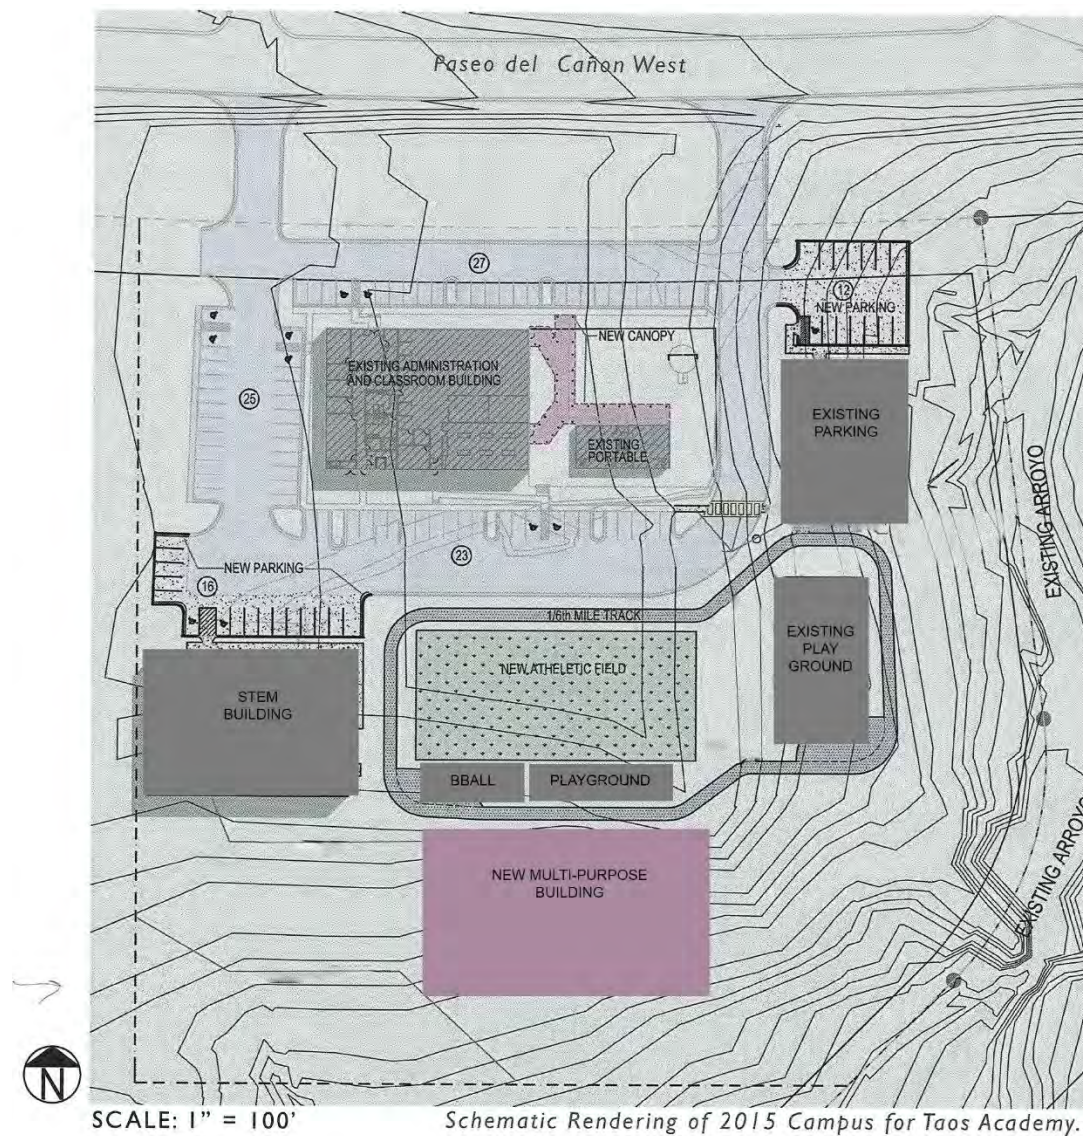 Paseo del Cañon West
27
12
NEW PARKING
NEW CANOPY
EXISTING ADMINISTRATION
AND CLASSROOM BUILDING
25
EXISTING
PORTABLE
EXISTING
PARKING
EXISTING ARROYO
23
NEW PARKING
16
1/6th MILE TRACK
NEW ATHELETIC FIELD
EXISTING
PLAY
GROUND
STEM
BUILDING
BBALL
PLAYGROUND
EXISTING ARROYO
NEW MULTI-PURPOSE
BUILDING
N
SCALE: 1" = 100'
Schematic Rendering of 2015 Campus for Taos Academy.